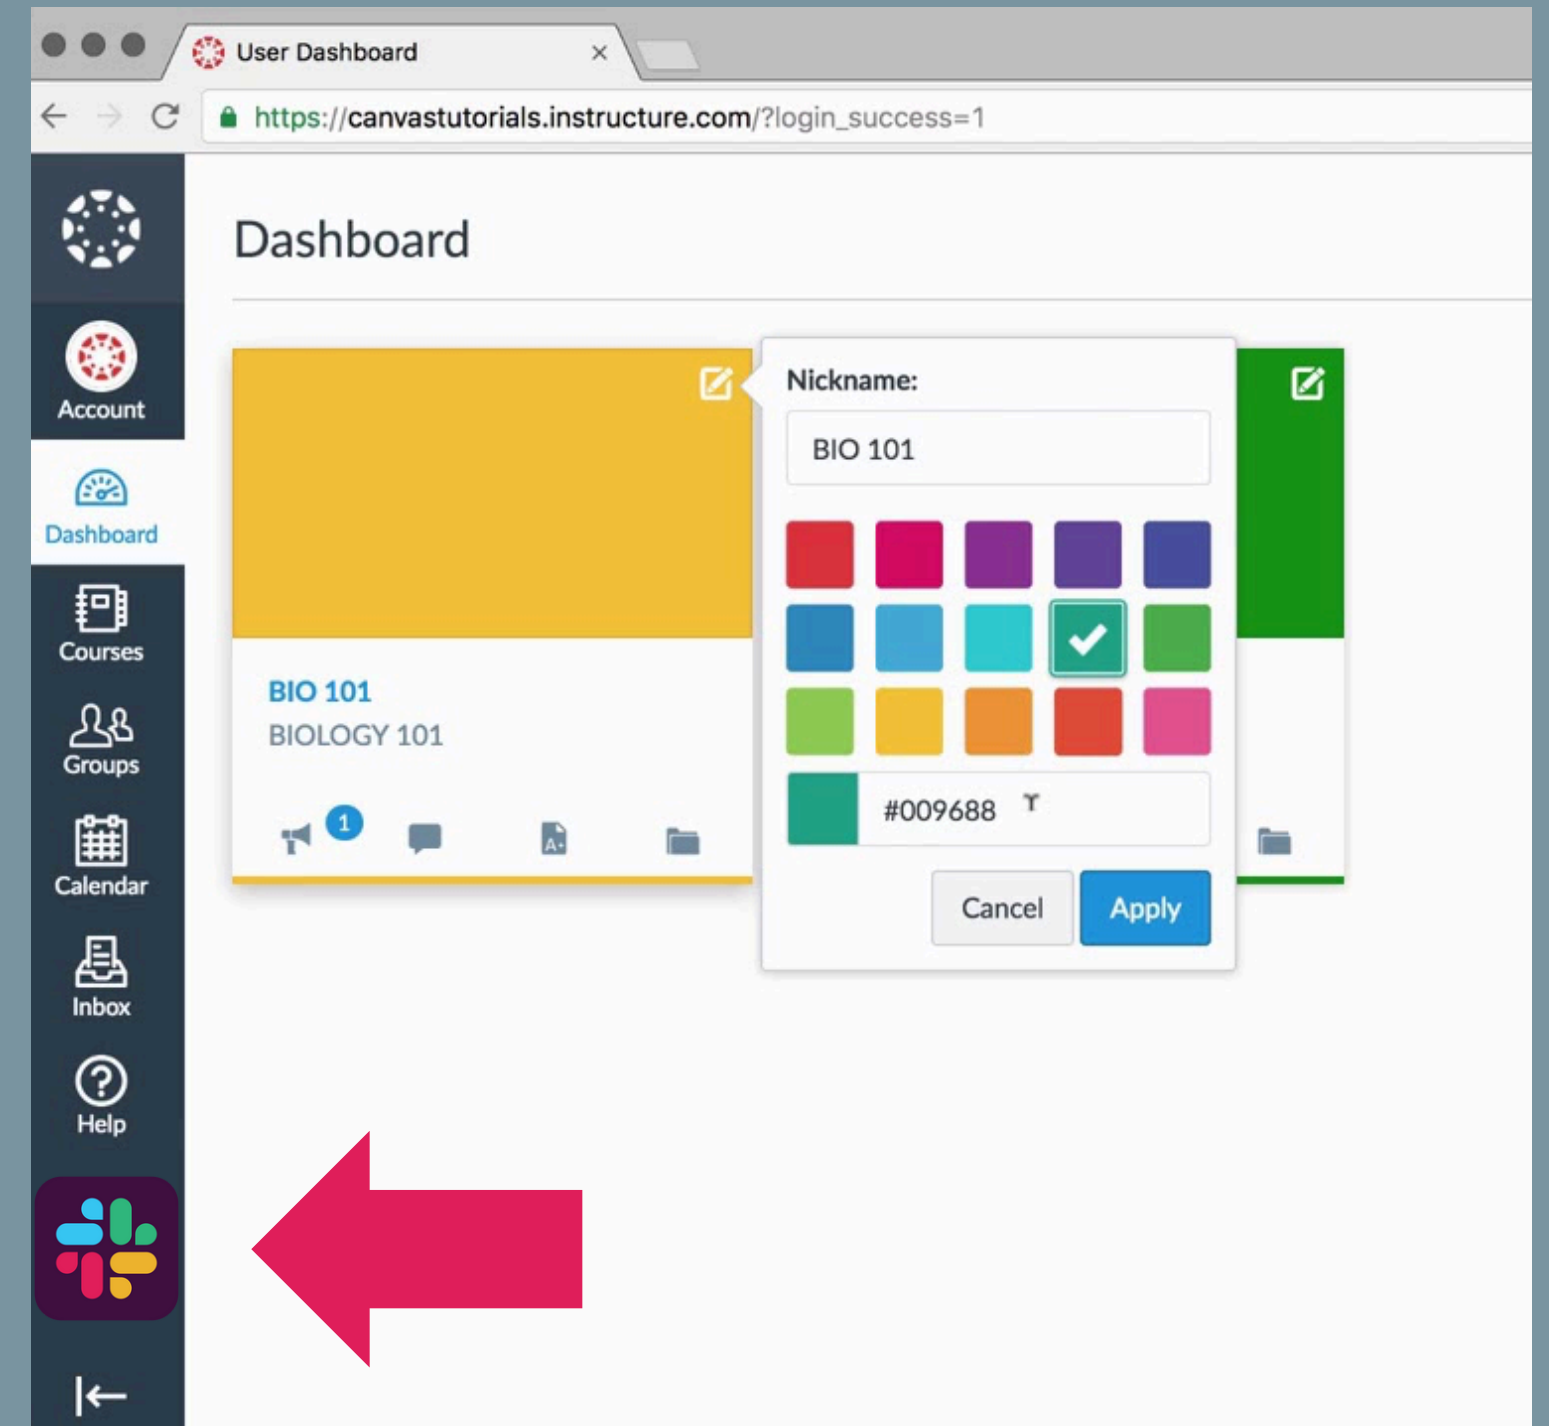 User Dashboard
https://canvastutorials.instructure.com/?login_success=1
Dashboard
Account
Dashboard
Courses
Groups
Calendar
Inbox
Help
BIO 101
BIOLOGY 101
1
A+
Nickname:
BIO 101
#009688
Cancel Apply